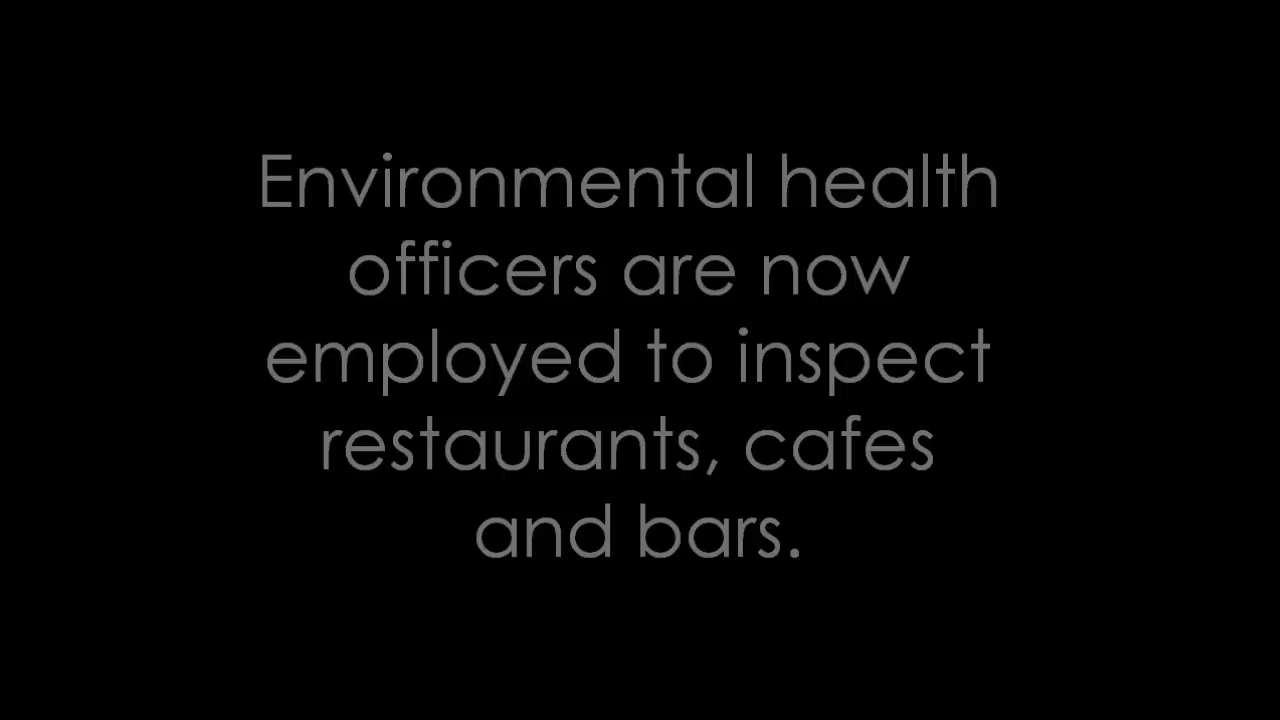 Environmental health
officers are now
employed to inspect
restaurants, cafes
and bars.